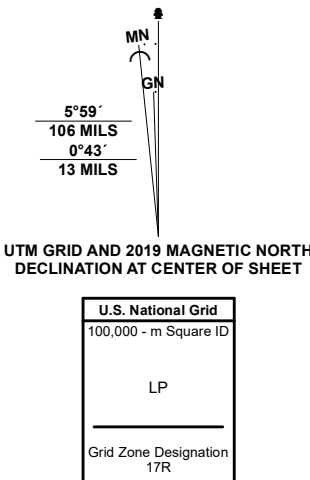 MN
GN
5°59´
106 MILS
0°43´
13 MILS
UTM GRID AND 2019 MAGNETIC NORTH
DECLINATION AT CENTER OF SHEET
U.S. National Grid
100,000 - m Square ID
LP
Grid Zone Designation
17R